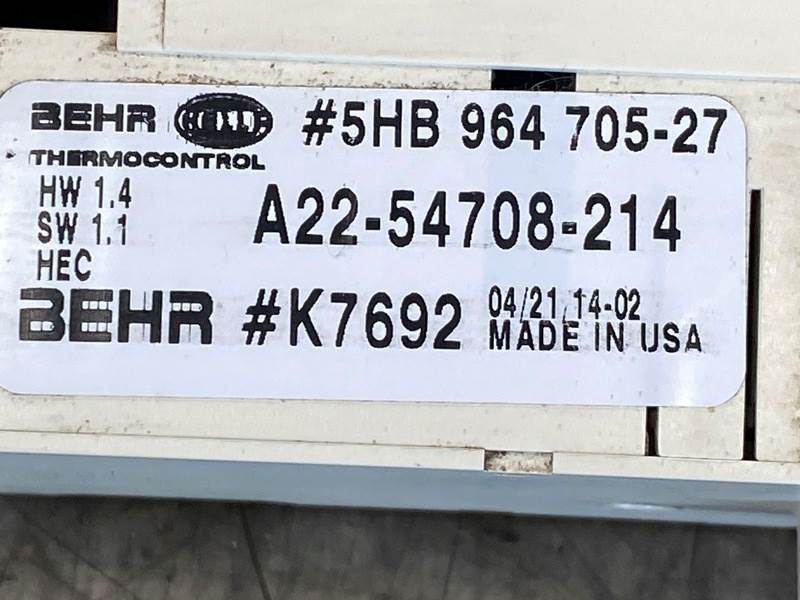 BEHR HELLA #5HB 964 705-27
THERMOCONTROL
HW 1.4
SW 1.1
HEC
A22-54708-214
BEHR #K7692
04/21,14-02
MADE IN USA